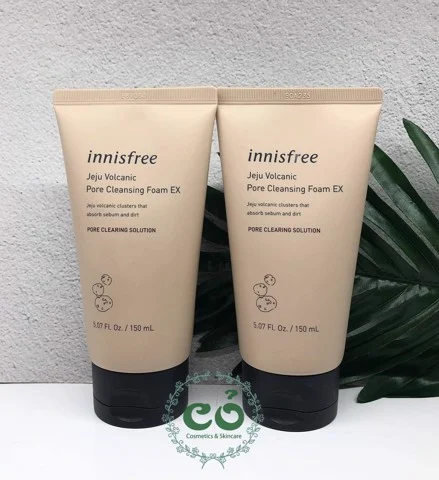 innisfree
Jeju Volcanic
Pore Cleansing Foam EX
Jeju volcanic clusters that
absorb sebum and dirt
PORE CLEARING SOLUTION
5.07 Fl. Oz. / 150 mL
innisfree
Jeju Volcanic
Pore Cleansing Foam EX
Jeju volcanic clusters that
absorb sebum and dirt
PORE CLEARING SOLUTION
5.07 Fl. Oz. / 150 mL
CỎ
Cosmetics & Skincare